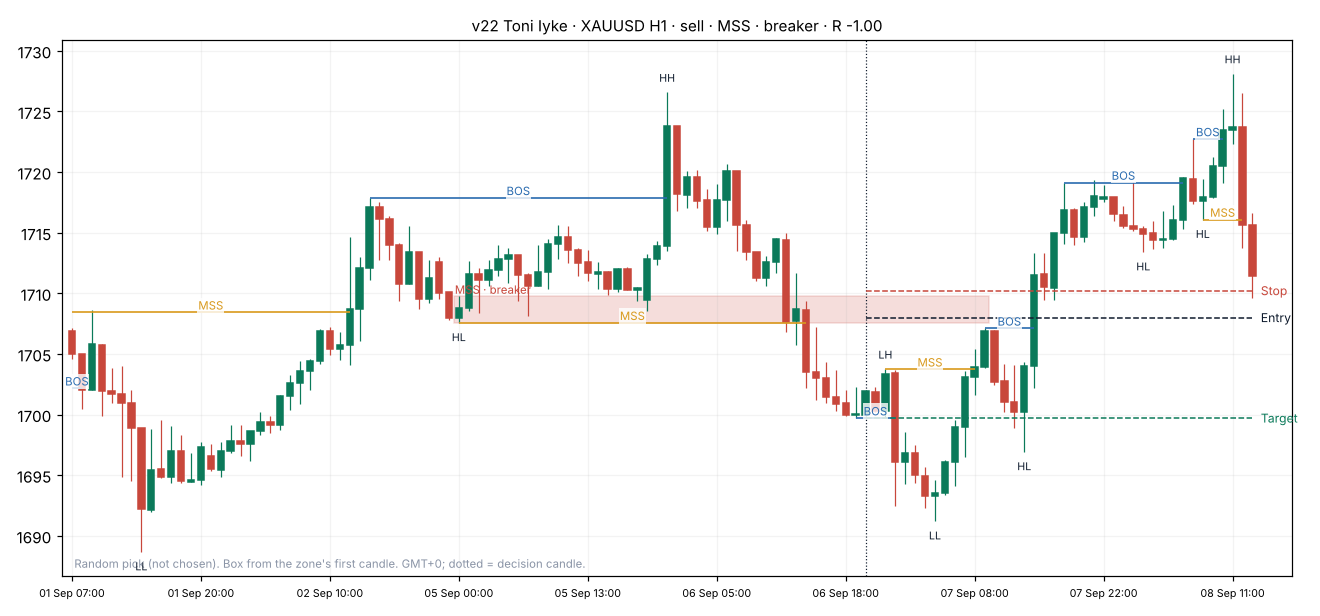 v22 Toni Iyke · XAUUSD H1 · sell · MSS · breaker · R -1.00
1730
1725
1720
1715
1710
1705
1700
1695
1690
HH
HH
BOS
BOS
BOS
MSS
HL
HL
MSS · breaker
Stop
MSS
MSS
Entry
BOS
HL
LH
MSS
BOS
BOS
Target
HL
LL
LL
Random pick (not chosen). Box from the zone's first candle. GMT+0; dotted = decision candle.
01 Sep 07:00
01 Sep 20:00
02 Sep 10:00
05 Sep 00:00
05 Sep 13:00
06 Sep 05:00
06 Sep 18:00
07 Sep 08:00
07 Sep 22:00
08 Sep 11:00